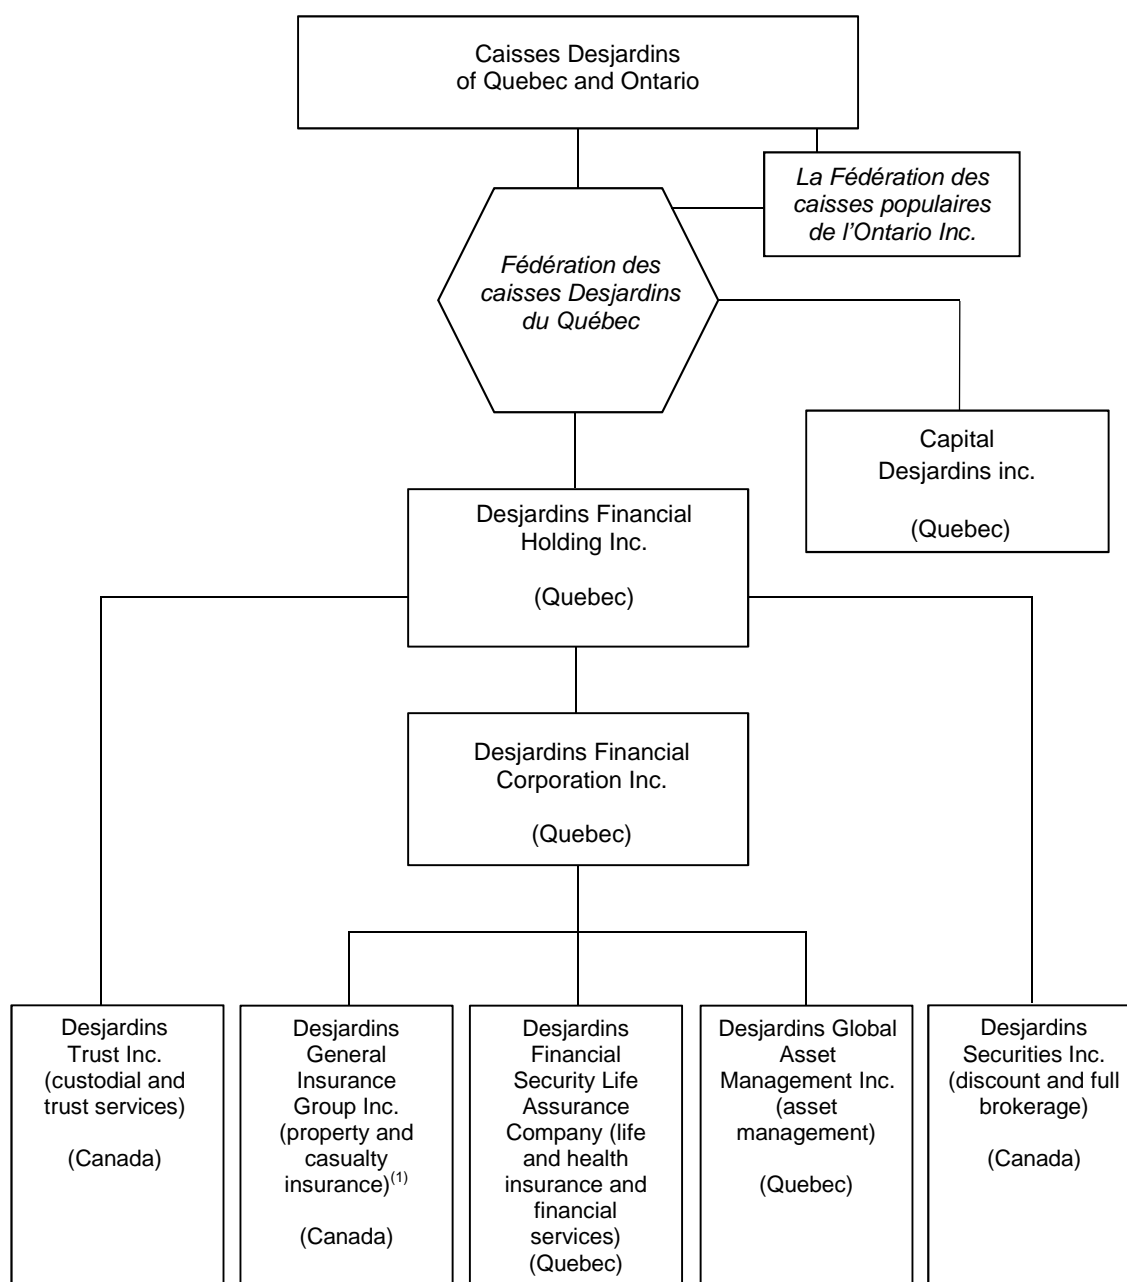 Caisses Desjardins
of Quebec and Ontario
La Fédération des
caisses populaires
de l'Ontario Inc.
Fédération des
caisses Desjardins
du Québec
Capital
Desjardins inc.
(Quebec)
Desjardins Financial
Holding Inc.
(Quebec)
Desjardins Financial
Corporation Inc.
(Quebec)
Desjardins
Trust Inc.
(custodial and
trust services)
(Canada)
Desjardins
General
Insurance
Group Inc.
(property and
casualty
insurance)(1)
(Canada)
Desjardins
Financial
Security Life
Assurance
Company (life
and health
insurance and
financial
services)
(Quebec)
Desjardins Global
Asset
Management Inc.
(asset
management)
(Quebec)
Desjardins
Securities Inc.
(discount and full
brokerage)
(Canada)